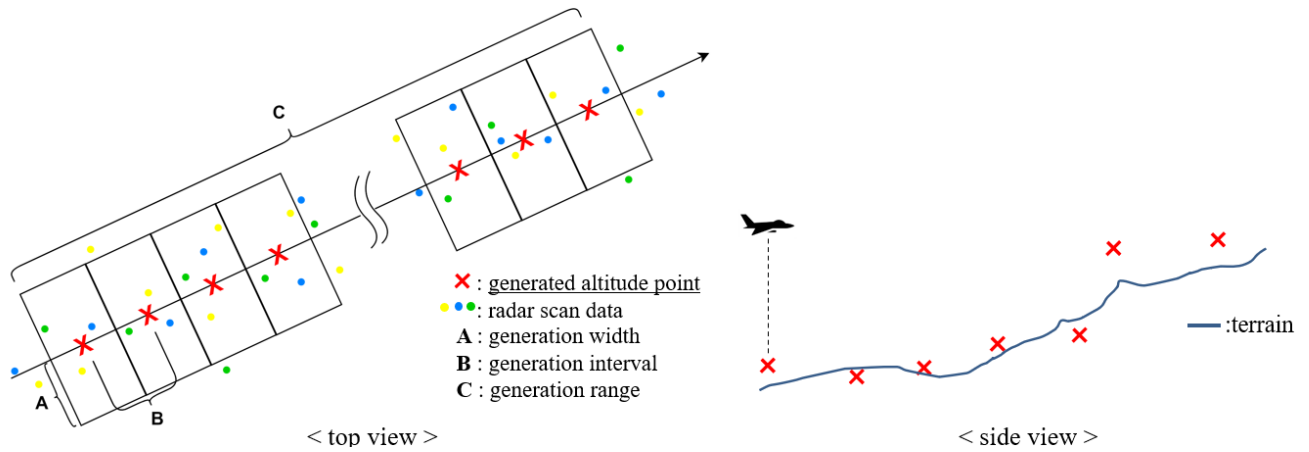 C
A
B
: generated altitude point
: radar scan data
A : generation width
B : generation interval
C : generation range
:terrain
< top view >
< side view >